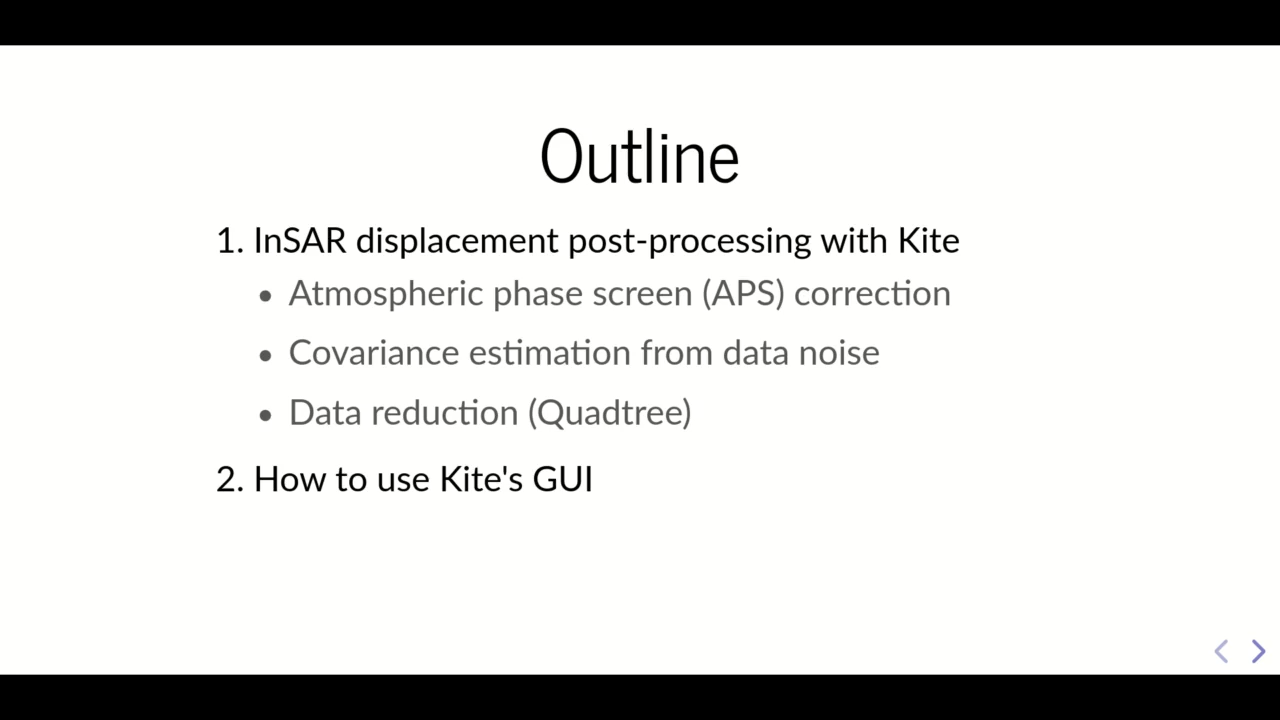 Outline
1. InSAR displacement post-processing with Kite
• Atmospheric phase screen (APS) correction
• Covariance estimation from data noise
• Data reduction (Quadtree)
2. How to use Kite's GUI